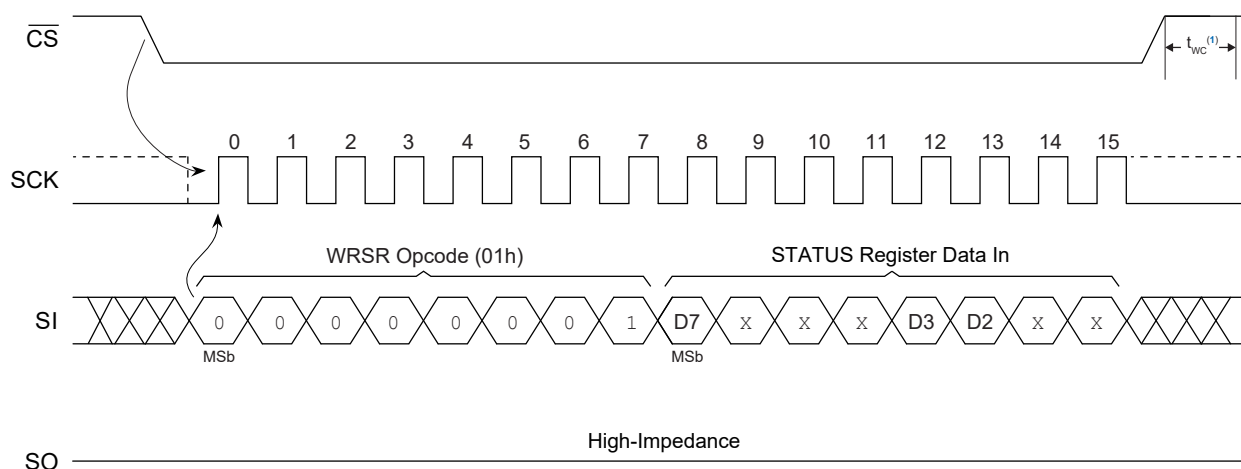 CS
tWC(1)
0 1 2 3 4 5 6 7 8 9 10 11 12 13 14 15
SCK
WRSR Opcode (01h) STATUS Register Data In
SI 0 0 0 0 0 0 0 1 D7 X X X D3 D2 X X
MSb MSb
High-Impedance
SO